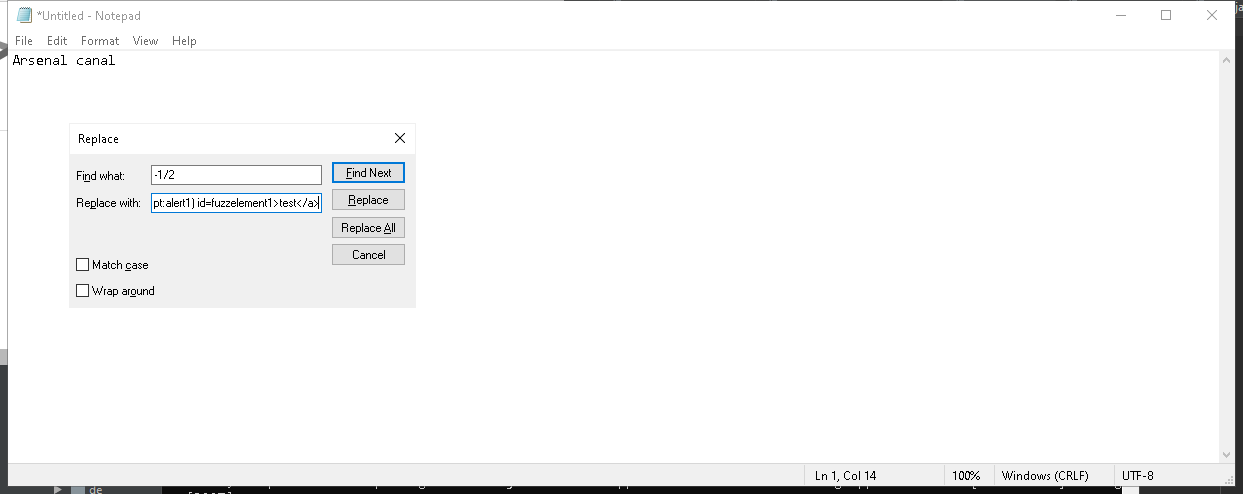 *Untitled - Notepad
File Edit Format View Help
Arsenal canal
Replace
Find what: -1/2 Find Next
Replace with: pt:alert1) id=fuzzelement1>test</a> Replace
Replace All
Cancel
Match case
Wrap around
Ln 1, Col 14 100% Windows (CRLF) UTF-8
de